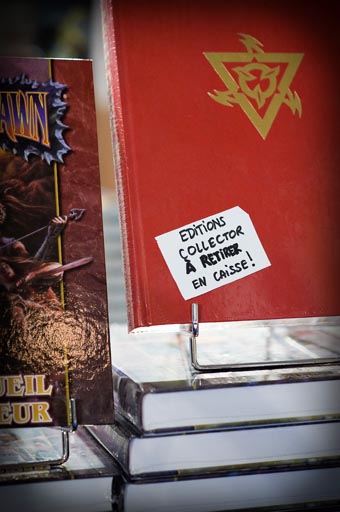 AWN
EDITIONS
COLLECTOR
À RETIRER
EN CAISSE!
UEIL
EUR